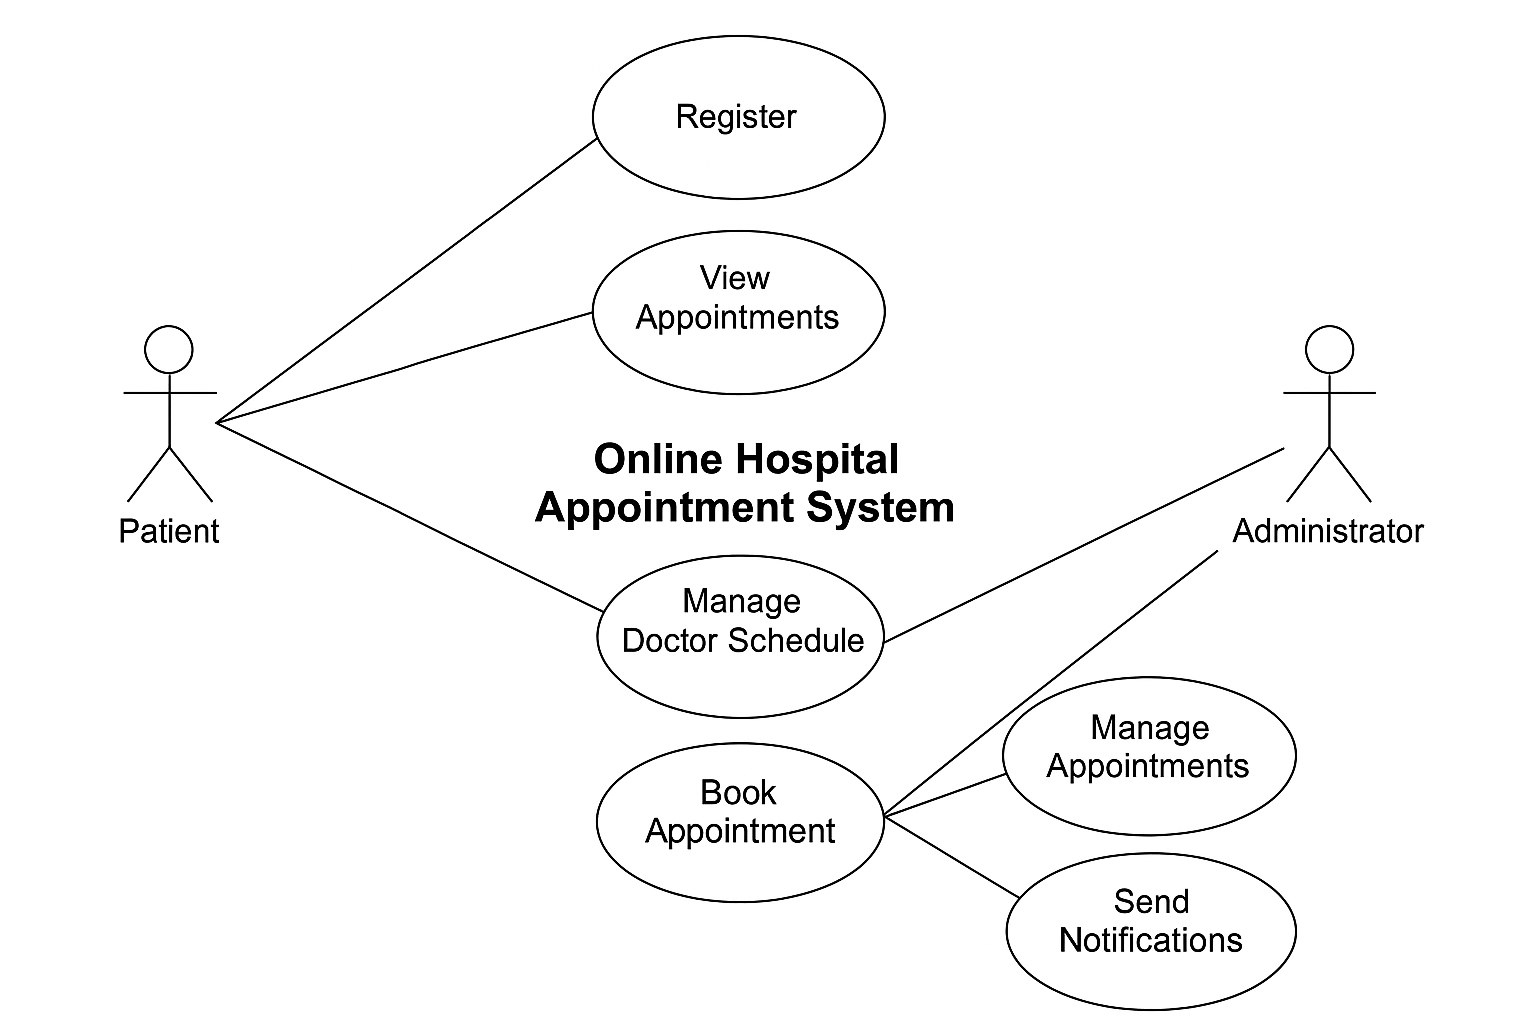 Register
View
Appointments
Online Hospital
Appointment System
Patient
Administrator
Manage
Doctor Schedule
Manage
Appointments
Book
Appointment
Send
Notifications